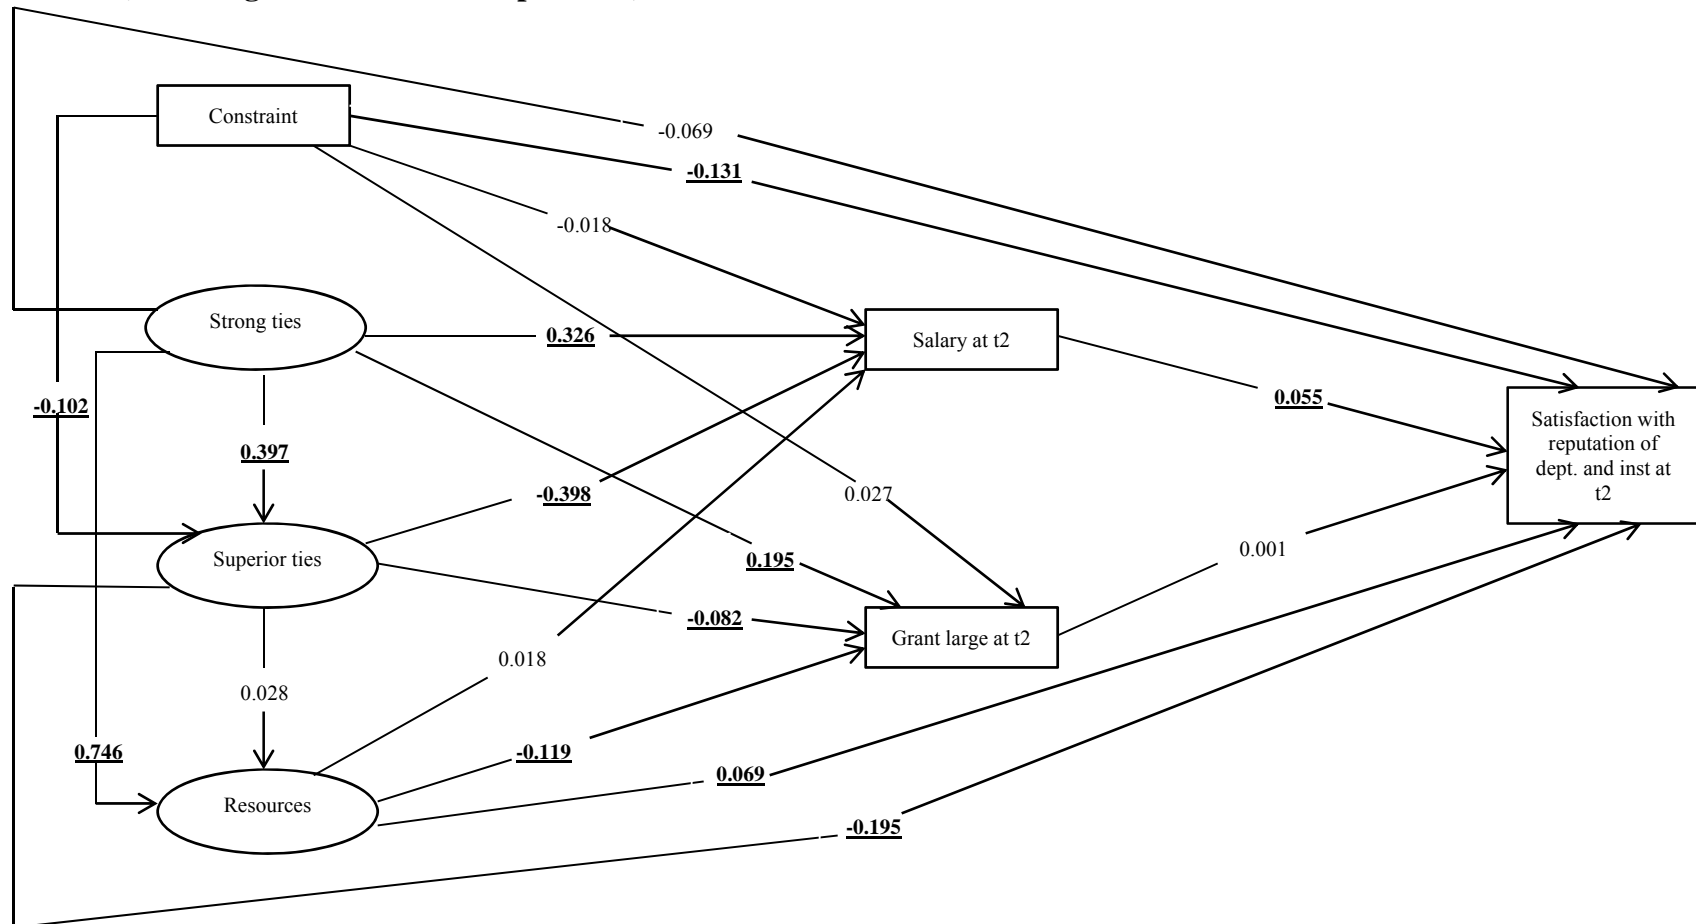 -0.069
Constraint
-0.131
-0.018
Strong ties
0.326
Salary at t2
-0.102
0.055
Satisfaction with
reputation of
dept. and inst at
t2
0.397
-0.398
0.027
Superior ties
0.195
0.001
-0.082
Grant large at t2
0.018
0.028
0.746
-0.119
0.069
Resources
-0.195